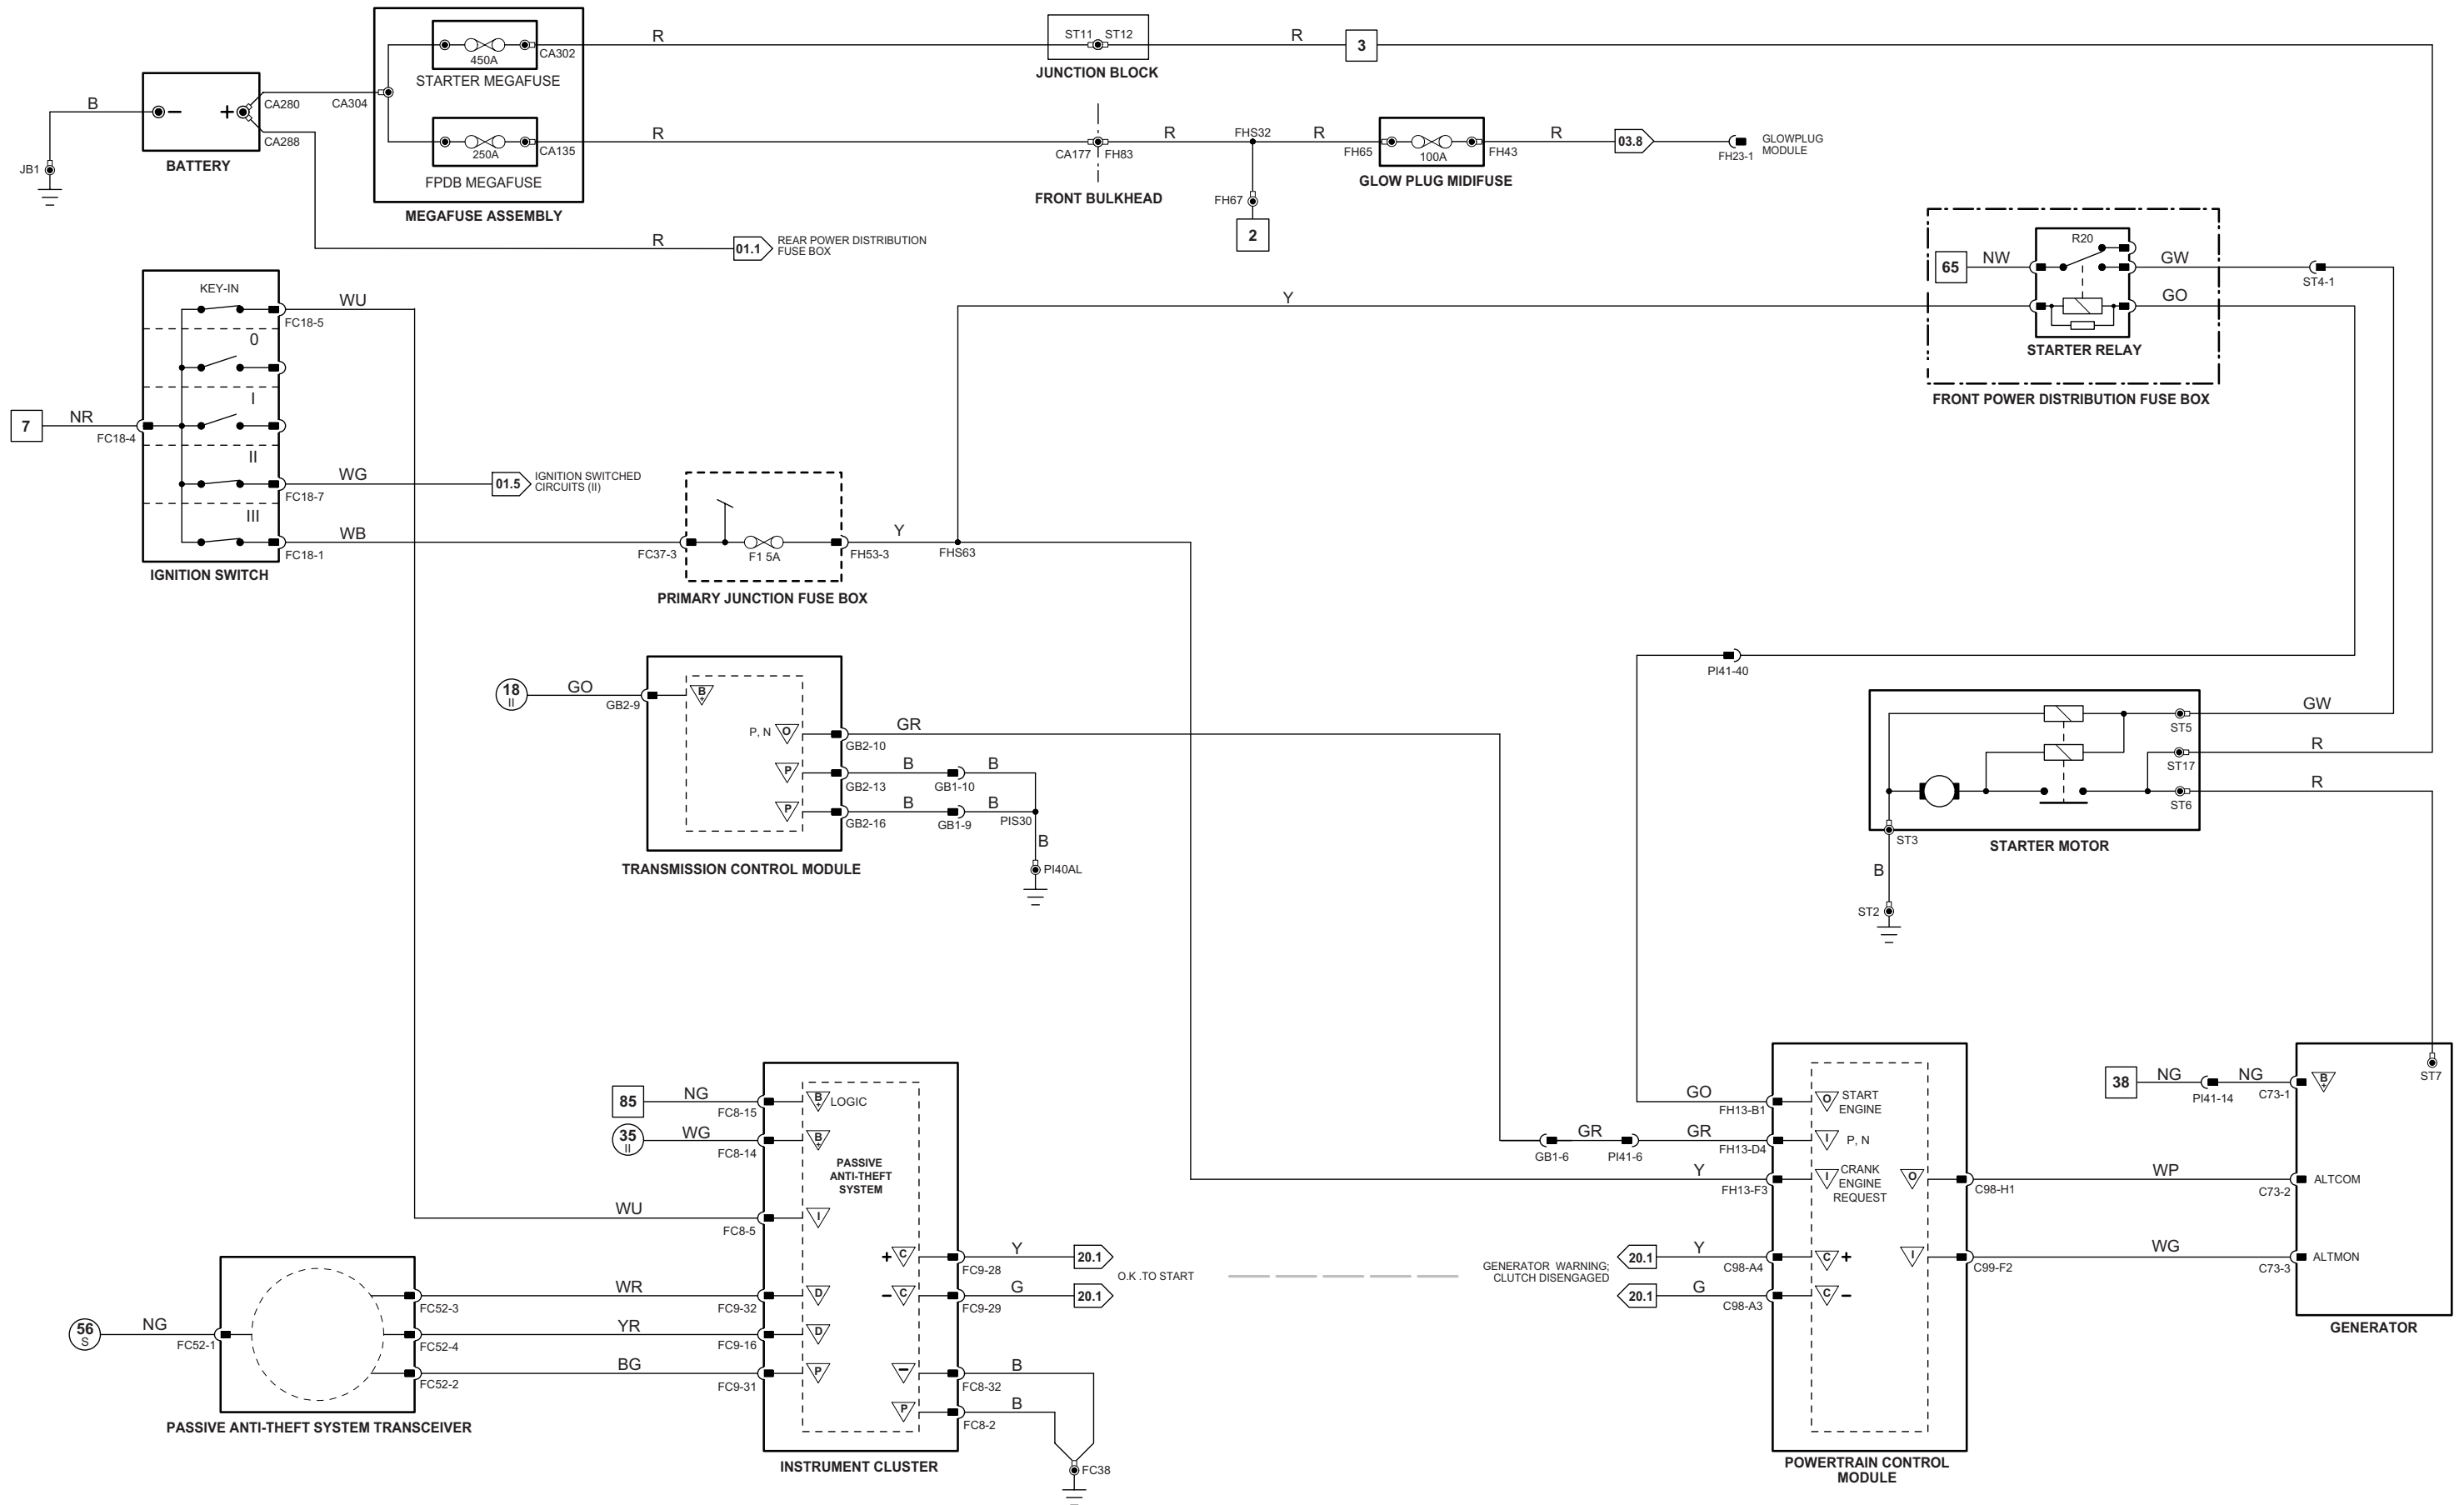 R
ST11 ST12
R
3
CA302
450A
STARTER MEGAFUSE
JUNCTION BLOCK
B
−
+
CA280
CA304
CA288
BATTERY
JB1
R
250A
CA135
FPDB MEGAFUSE
MEGAFUSE ASSEMBLY
CA177
FH83
FRONT BULKHEAD
R
FHS32
R
FH65
100A
FH43
GLOW PLUG MIDIFUSE
R
03.8
FH23-1
GLOWPLUG
MODULE
FH67
2
R
01.1
REAR POWER DISTRIBUTION
FUSE BOX
KEY-IN
WU
FC18-5
0
I
7
NR
FC18-4
II
WG
FC18-7
01.5
IGNITION SWITCHED
CIRCUITS (II)
III
WB
FC18-1
IGNITION SWITCH
FC37-3
F1 5A
FH53-3
Y
FHS63
PRIMARY JUNCTION FUSE BOX
Y
65
NW
R20
GW
ST4-1
GO
STARTER RELAY
FRONT POWER DISTRIBUTION FUSE BOX
PI41-40
18
II
GO
GB2-9
B
+
P, N
O
GB2-10
GR
P
GB2-13
B
GB1-10
B
P
GB2-16
B
GB1-9
B
PIS30
B
PI40AL
TRANSMISSION CONTROL MODULE
GW
ST5
R
ST17
R
ST6
ST3
STARTER MOTOR
B
ST2
85
NG
FC8-15
B
+
LOGIC
35
II
WG
FC8-14
B
+
PASSIVE
ANTI-THEFT
SYSTEM
WU
FC8-5
I
+
C
FC9-28
Y
20.1
−
C
FC9-29
G
20.1
O.K .TO START
WR
FC52-3
FC9-32
D
56
S
NG
FC52-1
YR
FC52-4
FC9-16
D
BG
FC52-2
FC9-31
P
−
FC8-32
B
P
FC8-2
B
FC38
PASSIVE ANTI-THEFT SYSTEM TRANSCEIVER
INSTRUMENT CLUSTER
GO
FH13-B1
O
START
ENGINE
GB1-6
GR
PI41-6
GR
FH13-D4
I
P, N
Y
FH13-F3
I
CRANK
ENGINE
REQUEST
O
C98-H1
WP
C73-2
ALTCOM
GENERATOR WARNING;
CLUTCH DISENGAGED
20.1
Y
C98-A4
C
+
I
C99-F2
WG
C73-3
ALTMON
20.1
G
C98-A3
C
−
POWERTRAIN CONTROL
MODULE
38
NG
PI41-14
NG
C73-1
B
+
ST7
GENERATOR